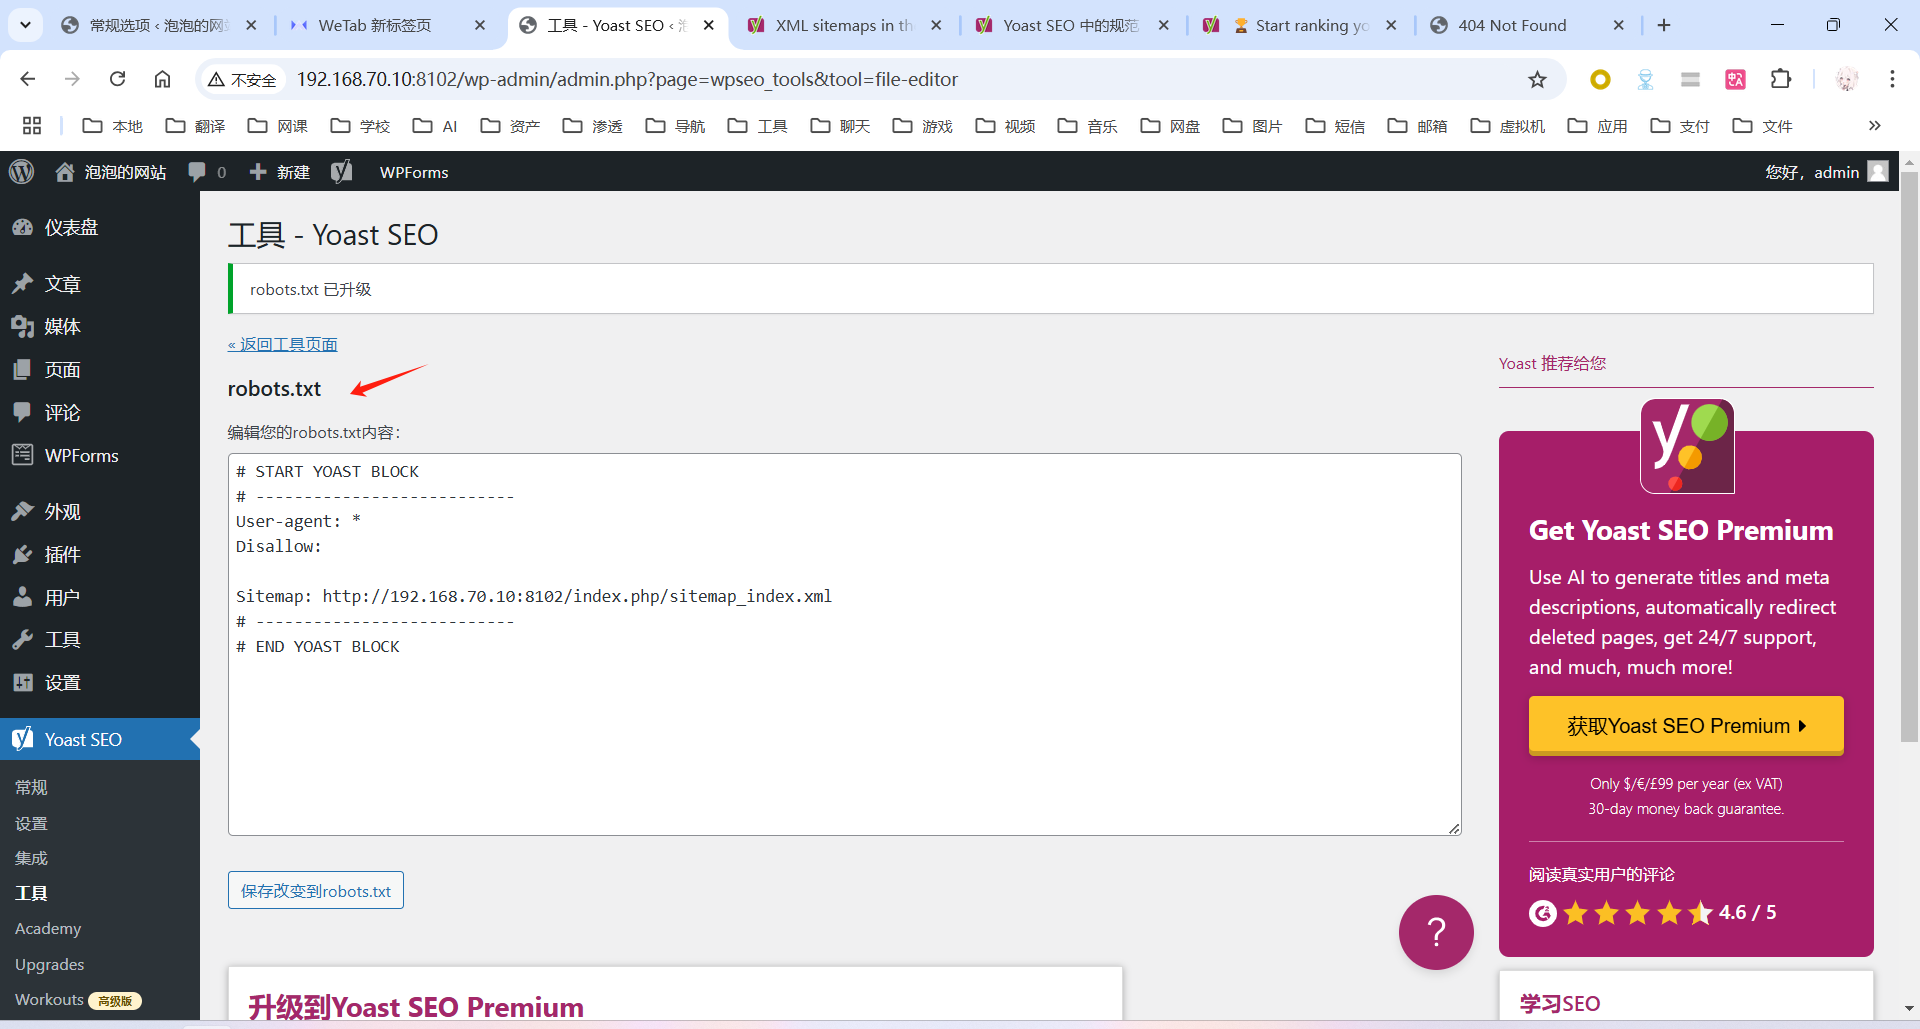 常规选项 ‹ 泡泡的网
WeTab 新标签页
工具 - Yoast SEO ‹
XML sitemaps in th
Yoast SEO 中的规范
🏆 Start ranking yo
404 Not Found
不安全
192.168.70.10:8102/wp-admin/admin.php?page=wpseo_tools&tool=file-editor
本地
翻译
网课
学校
AI
资产
渗透
导航
工具
聊天
游戏
视频
音乐
网盘
图片
短信
邮箱
虚拟机
应用
支付
文件
泡泡的网站
0
新建
WPForms
您好，admin
仪表盘
文章
媒体
页面
评论
WPForms
外观
插件
用户
工具
设置
Yoast SEO
常规
设置
集成
工具
Academy
Upgrades
Workouts 高级版
工具 - Yoast SEO
robots.txt 已升级
« 返回工具页面
robots.txt
编辑您的robots.txt内容：
# START YOAST BLOCK
# ---------------------------
User-agent: *
Disallow:
Sitemap: http://192.168.70.10:8102/index.php/sitemap_index.xml
# ---------------------------
# END YOAST BLOCK
保存改变到robots.txt
升级到Yoast SEO Premium
?
Yoast 推荐给您
Get Yoast SEO Premium
Use AI to generate titles and meta
descriptions, automatically redirect
deleted pages, get 24/7 support,
and much, much more!
获取Yoast SEO Premium
Only $/€/£99 per year (ex VAT)
30-day money back guarantee.
阅读真实用户的评论
4.6 / 5
学习SEO